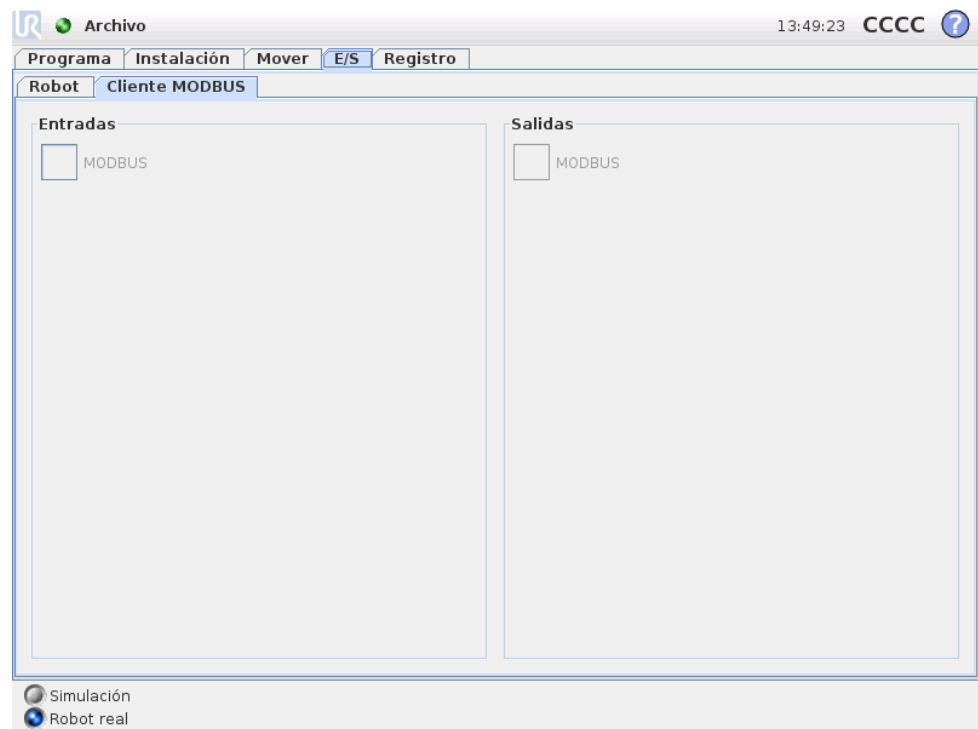 UR Archivo 13:49:23 CCCC ?
Programa Instalación Mover E/S Registro
Robot Cliente MODBUS
Entradas Salidas
MODBUS MODBUS
Simulación
Robot real